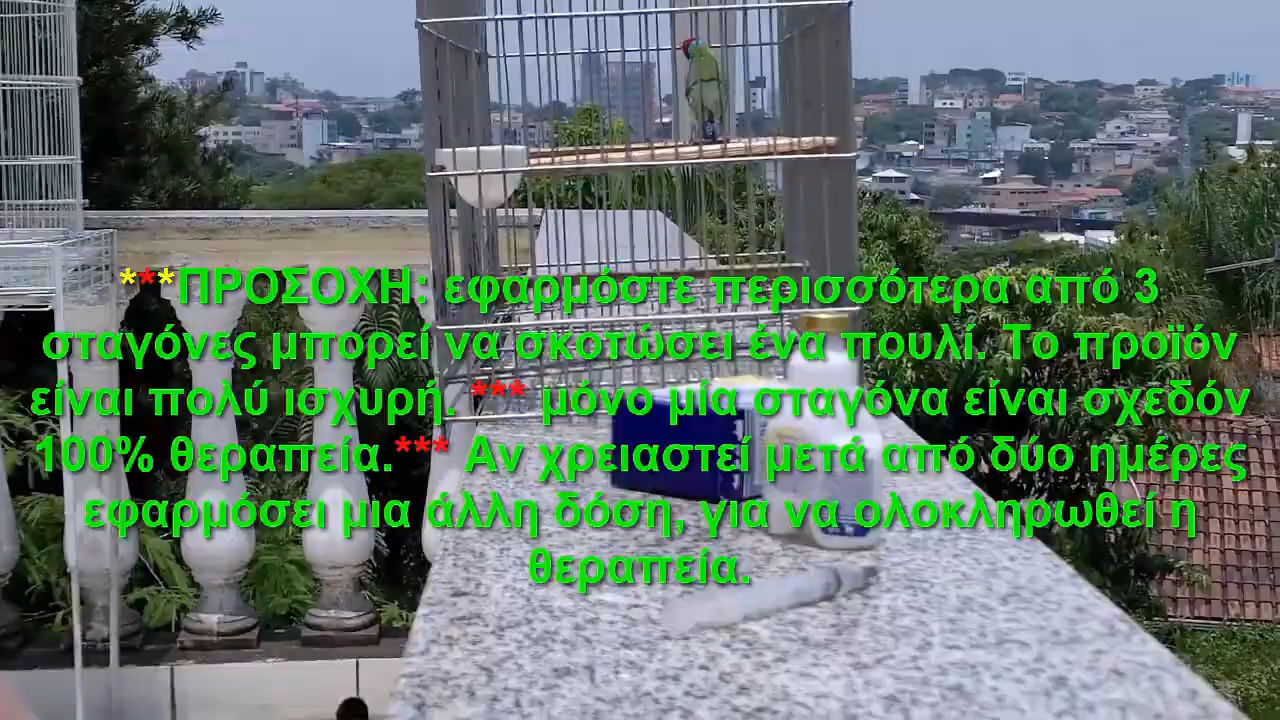 ***ΠΡΟΣΟΧΗ: εφαρμόστε περισσότερα από 3
σταγόνες μπορεί να σκοτώσει ένα πουλί. Το προϊόν
είναι πολύ ισχυρή. *** μόνο μία σταγόνα είναι σχεδόν
100% θεραπεία.*** Αν χρειαστεί μετά από δύο ημέρες
εφαρμόσει μια άλλη δόση, για να ολοκληρωθεί η
θεραπεία.